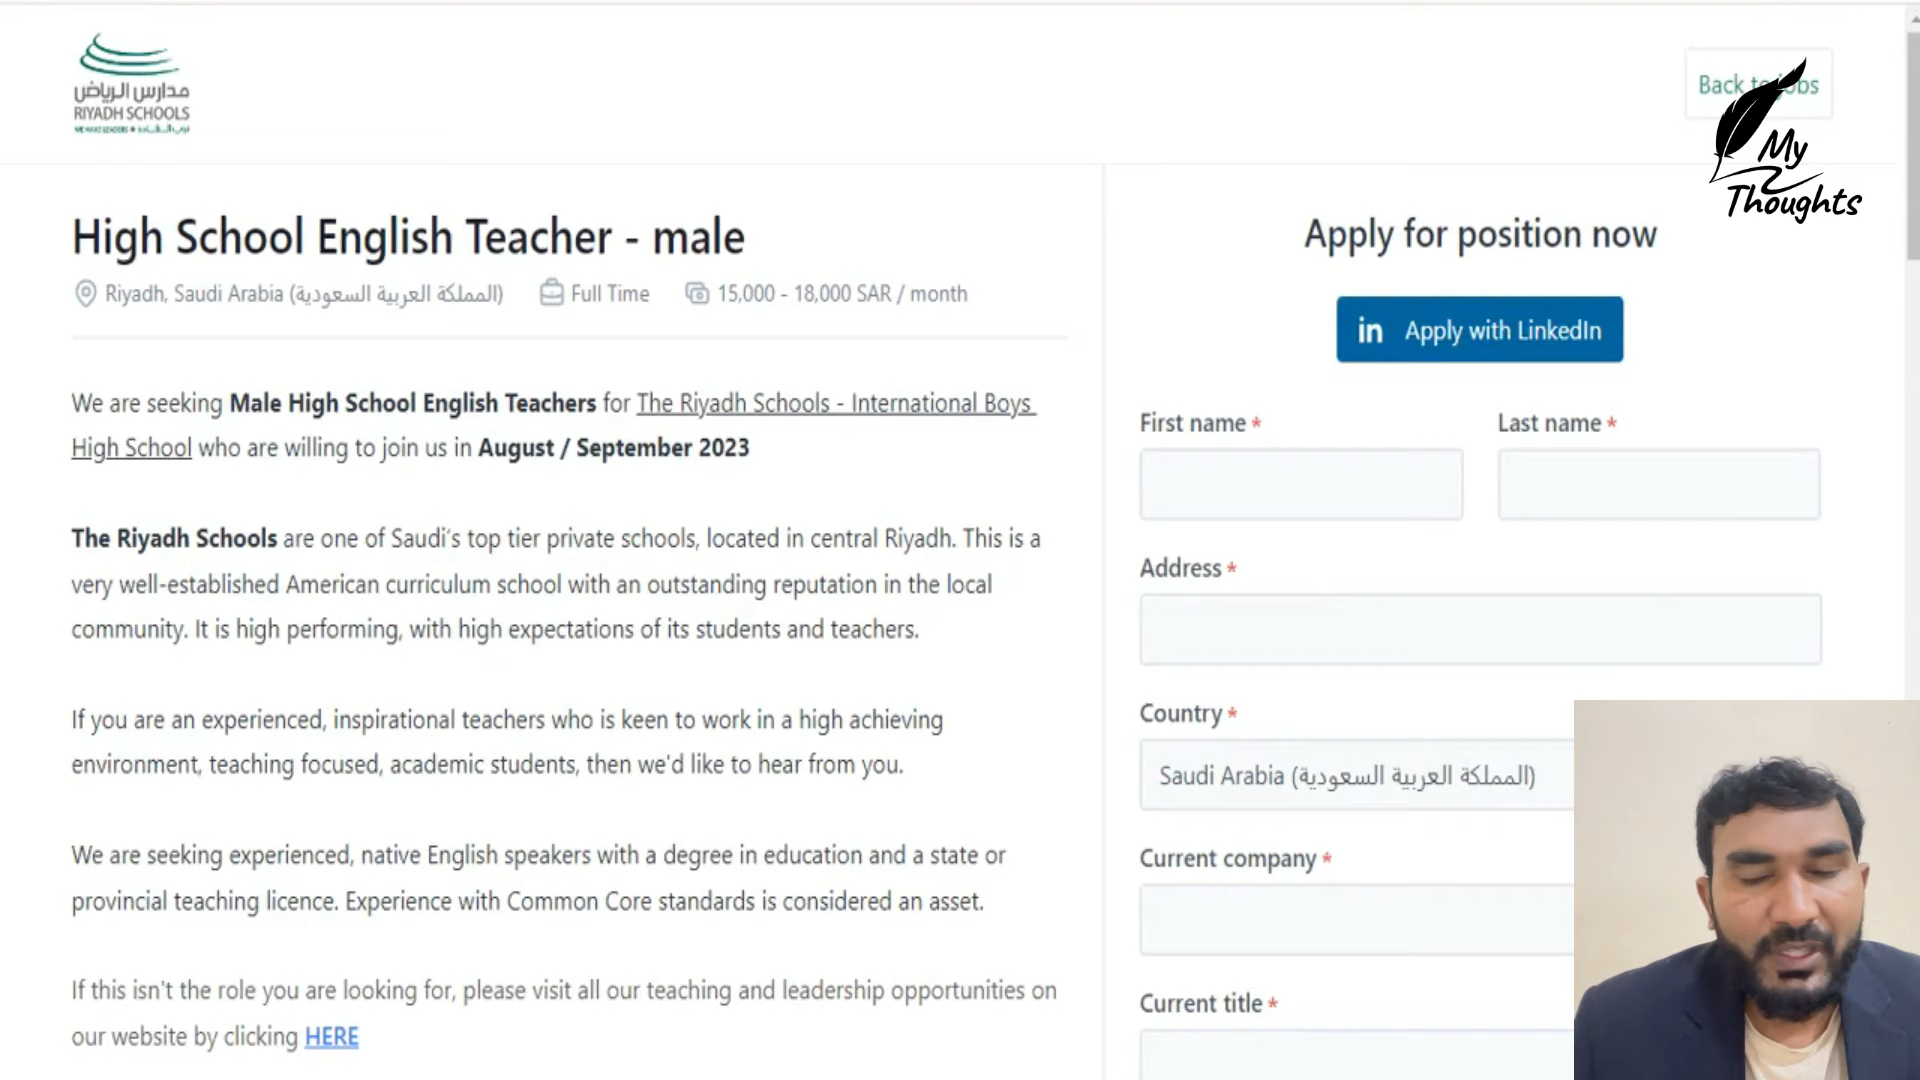 مدارس الرياض
RIYADH SCHOOLS
WE MAKE LEADERS
Back to jobs
My
Thoughts
High School English Teacher - male
Riyadh, Saudi Arabia (المملكة العربية السعودية)
Full Time
15,000 - 18,000 SAR / month
We are seeking Male High School English Teachers for The Riyadh Schools - International Boys
High School who are willing to join us in August / September 2023
The Riyadh Schools are one of Saudi’s top tier private schools, located in central Riyadh. This is a
very well-established American curriculum school with an outstanding reputation in the local
community. It is high performing, with high expectations of its students and teachers.
If you are an experienced, inspirational teachers who is keen to work in a high achieving
environment, teaching focused, academic students, then we'd like to hear from you.
We are seeking experienced, native English speakers with a degree in education and a state or
provincial teaching licence. Experience with Common Core standards is considered an asset.
If this isn't the role you are looking for, please visit all our teaching and leadership opportunities on
our website by clicking HERE
Apply for position now
in Apply with LinkedIn
First name *
Last name *
Address *
Country *
Saudi Arabia (المملكة العربية السعودية)
Current company *
Current title *